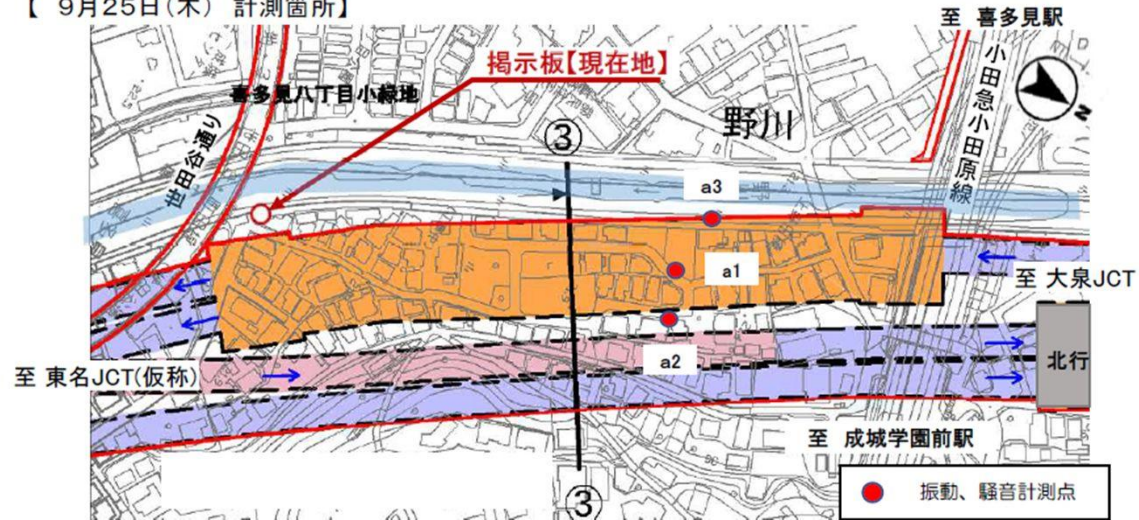 【 9月25日(木) 計測箇所】
至 喜多見駅
掲示板【現在地】
小田急小田原線
N
喜多見八丁目小緑地
③
野川
世田谷通り
a3
a1
至 大泉JCT
a2
北行
至 東名JCT(仮称)
至 成城学園前駅
③
振動、騒音計測点